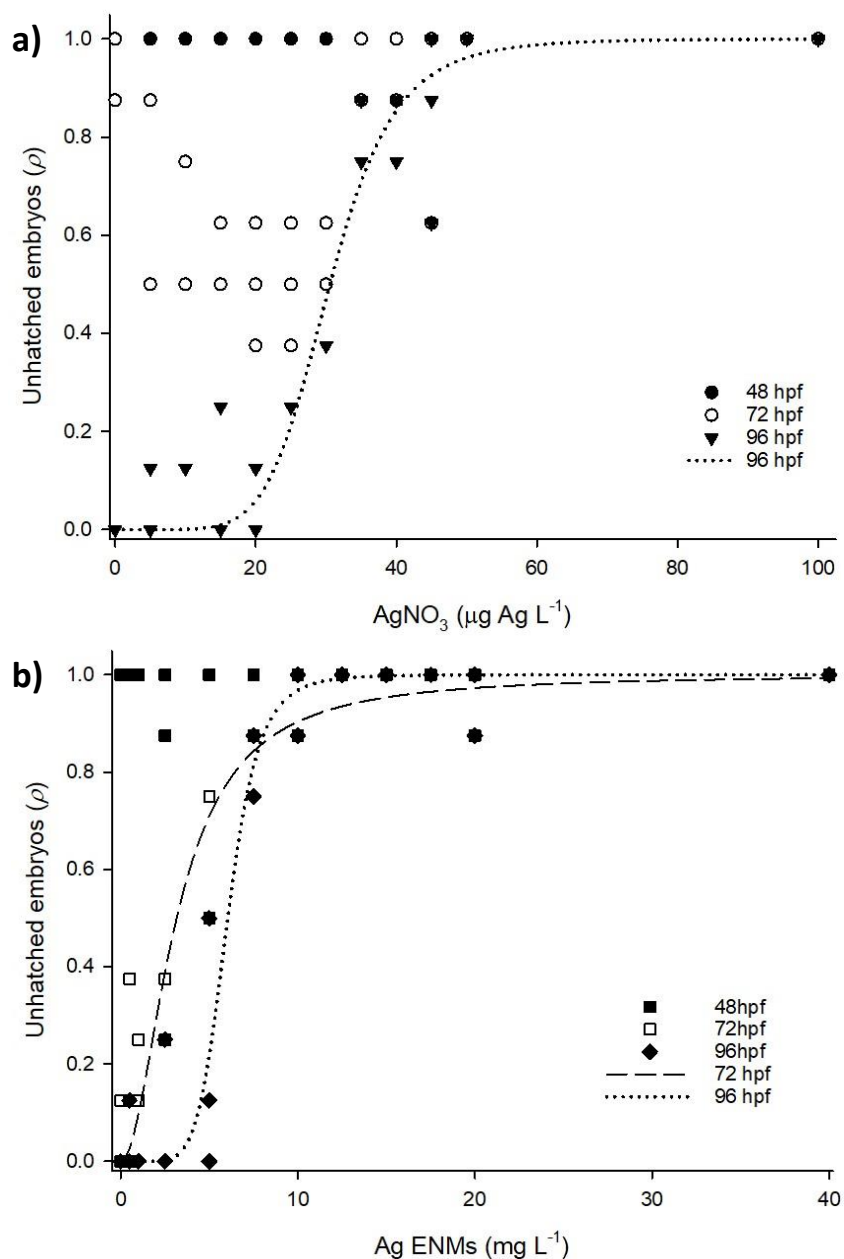 a)
1.0
0.8
0.6
0.4
0.2
0.0
Unhatched embryos (ρ)
48 hpf
72 hpf
96 hpf
96 hpf
0 20 40 60 80 100
AgNO₃ (μg Ag L⁻¹)
b)
1.0
0.8
0.6
0.4
0.2
0.0
Unhatched embryos (ρ)
48hpf
72hpf
96hpf
72 hpf
96 hpf
0 10 20 30 40
Ag ENMs (mg L⁻¹)